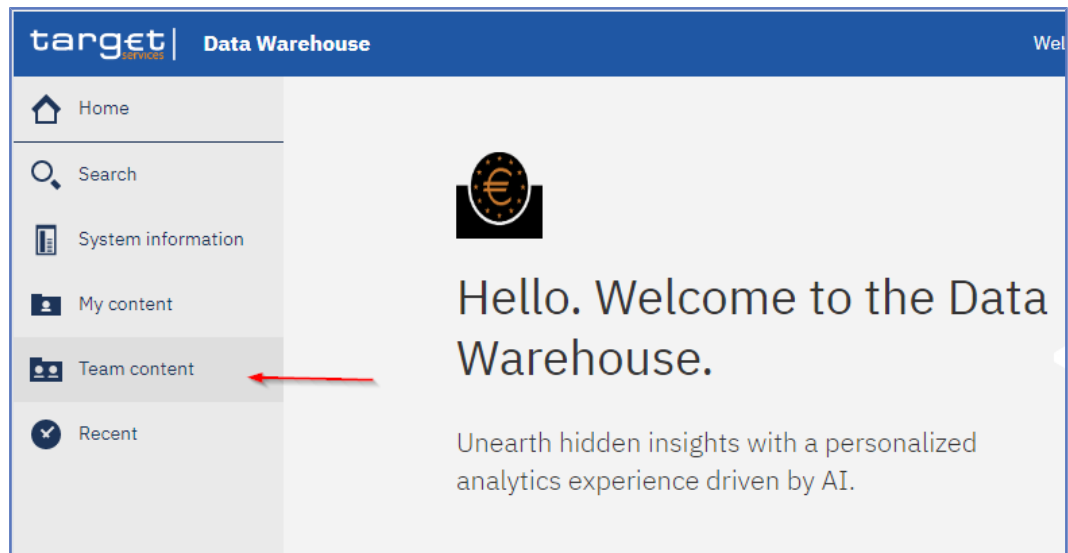 target services | Data Warehouse Wel
Home
Search
System information
My content
Team content
Recent
€
Hello. Welcome to the Data
Warehouse.
Unearth hidden insights with a personalized
analytics experience driven by AI.